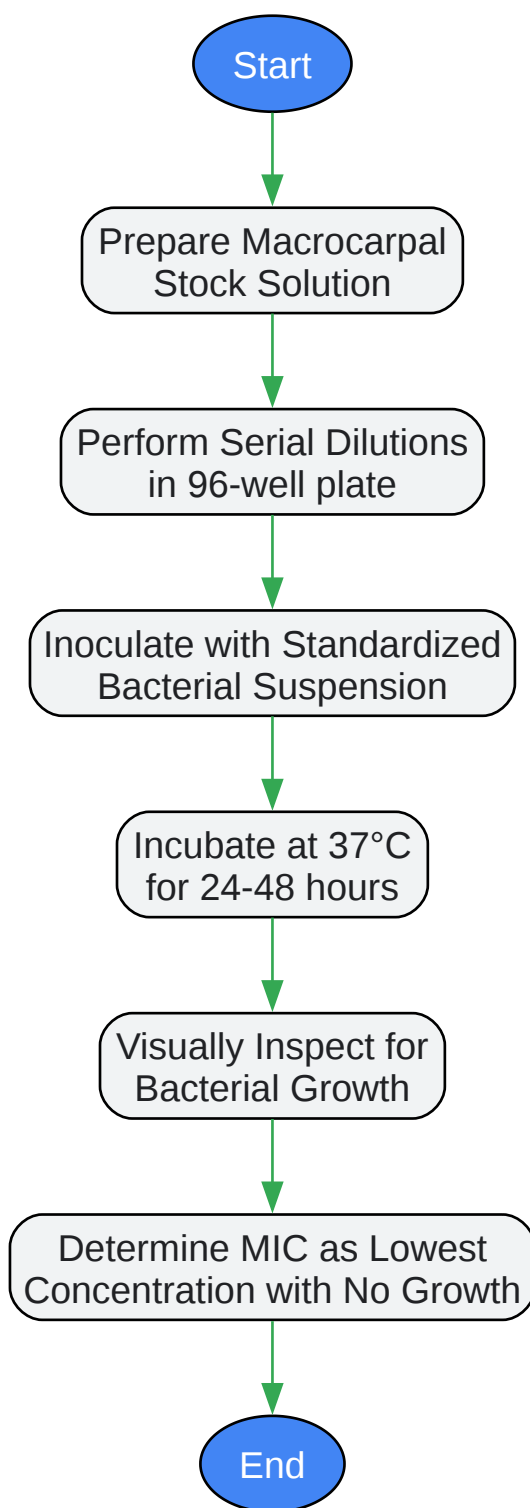 Start
Prepare Macrocarpal
Stock Solution
Perform Serial Dilutions
in 96-well plate
Inoculate with Standardized
Bacterial Suspension
Incubate at 37°C
for 24-48 hours
Visually Inspect for
Bacterial Growth
Determine MIC as Lowest
Concentration with No Growth
End